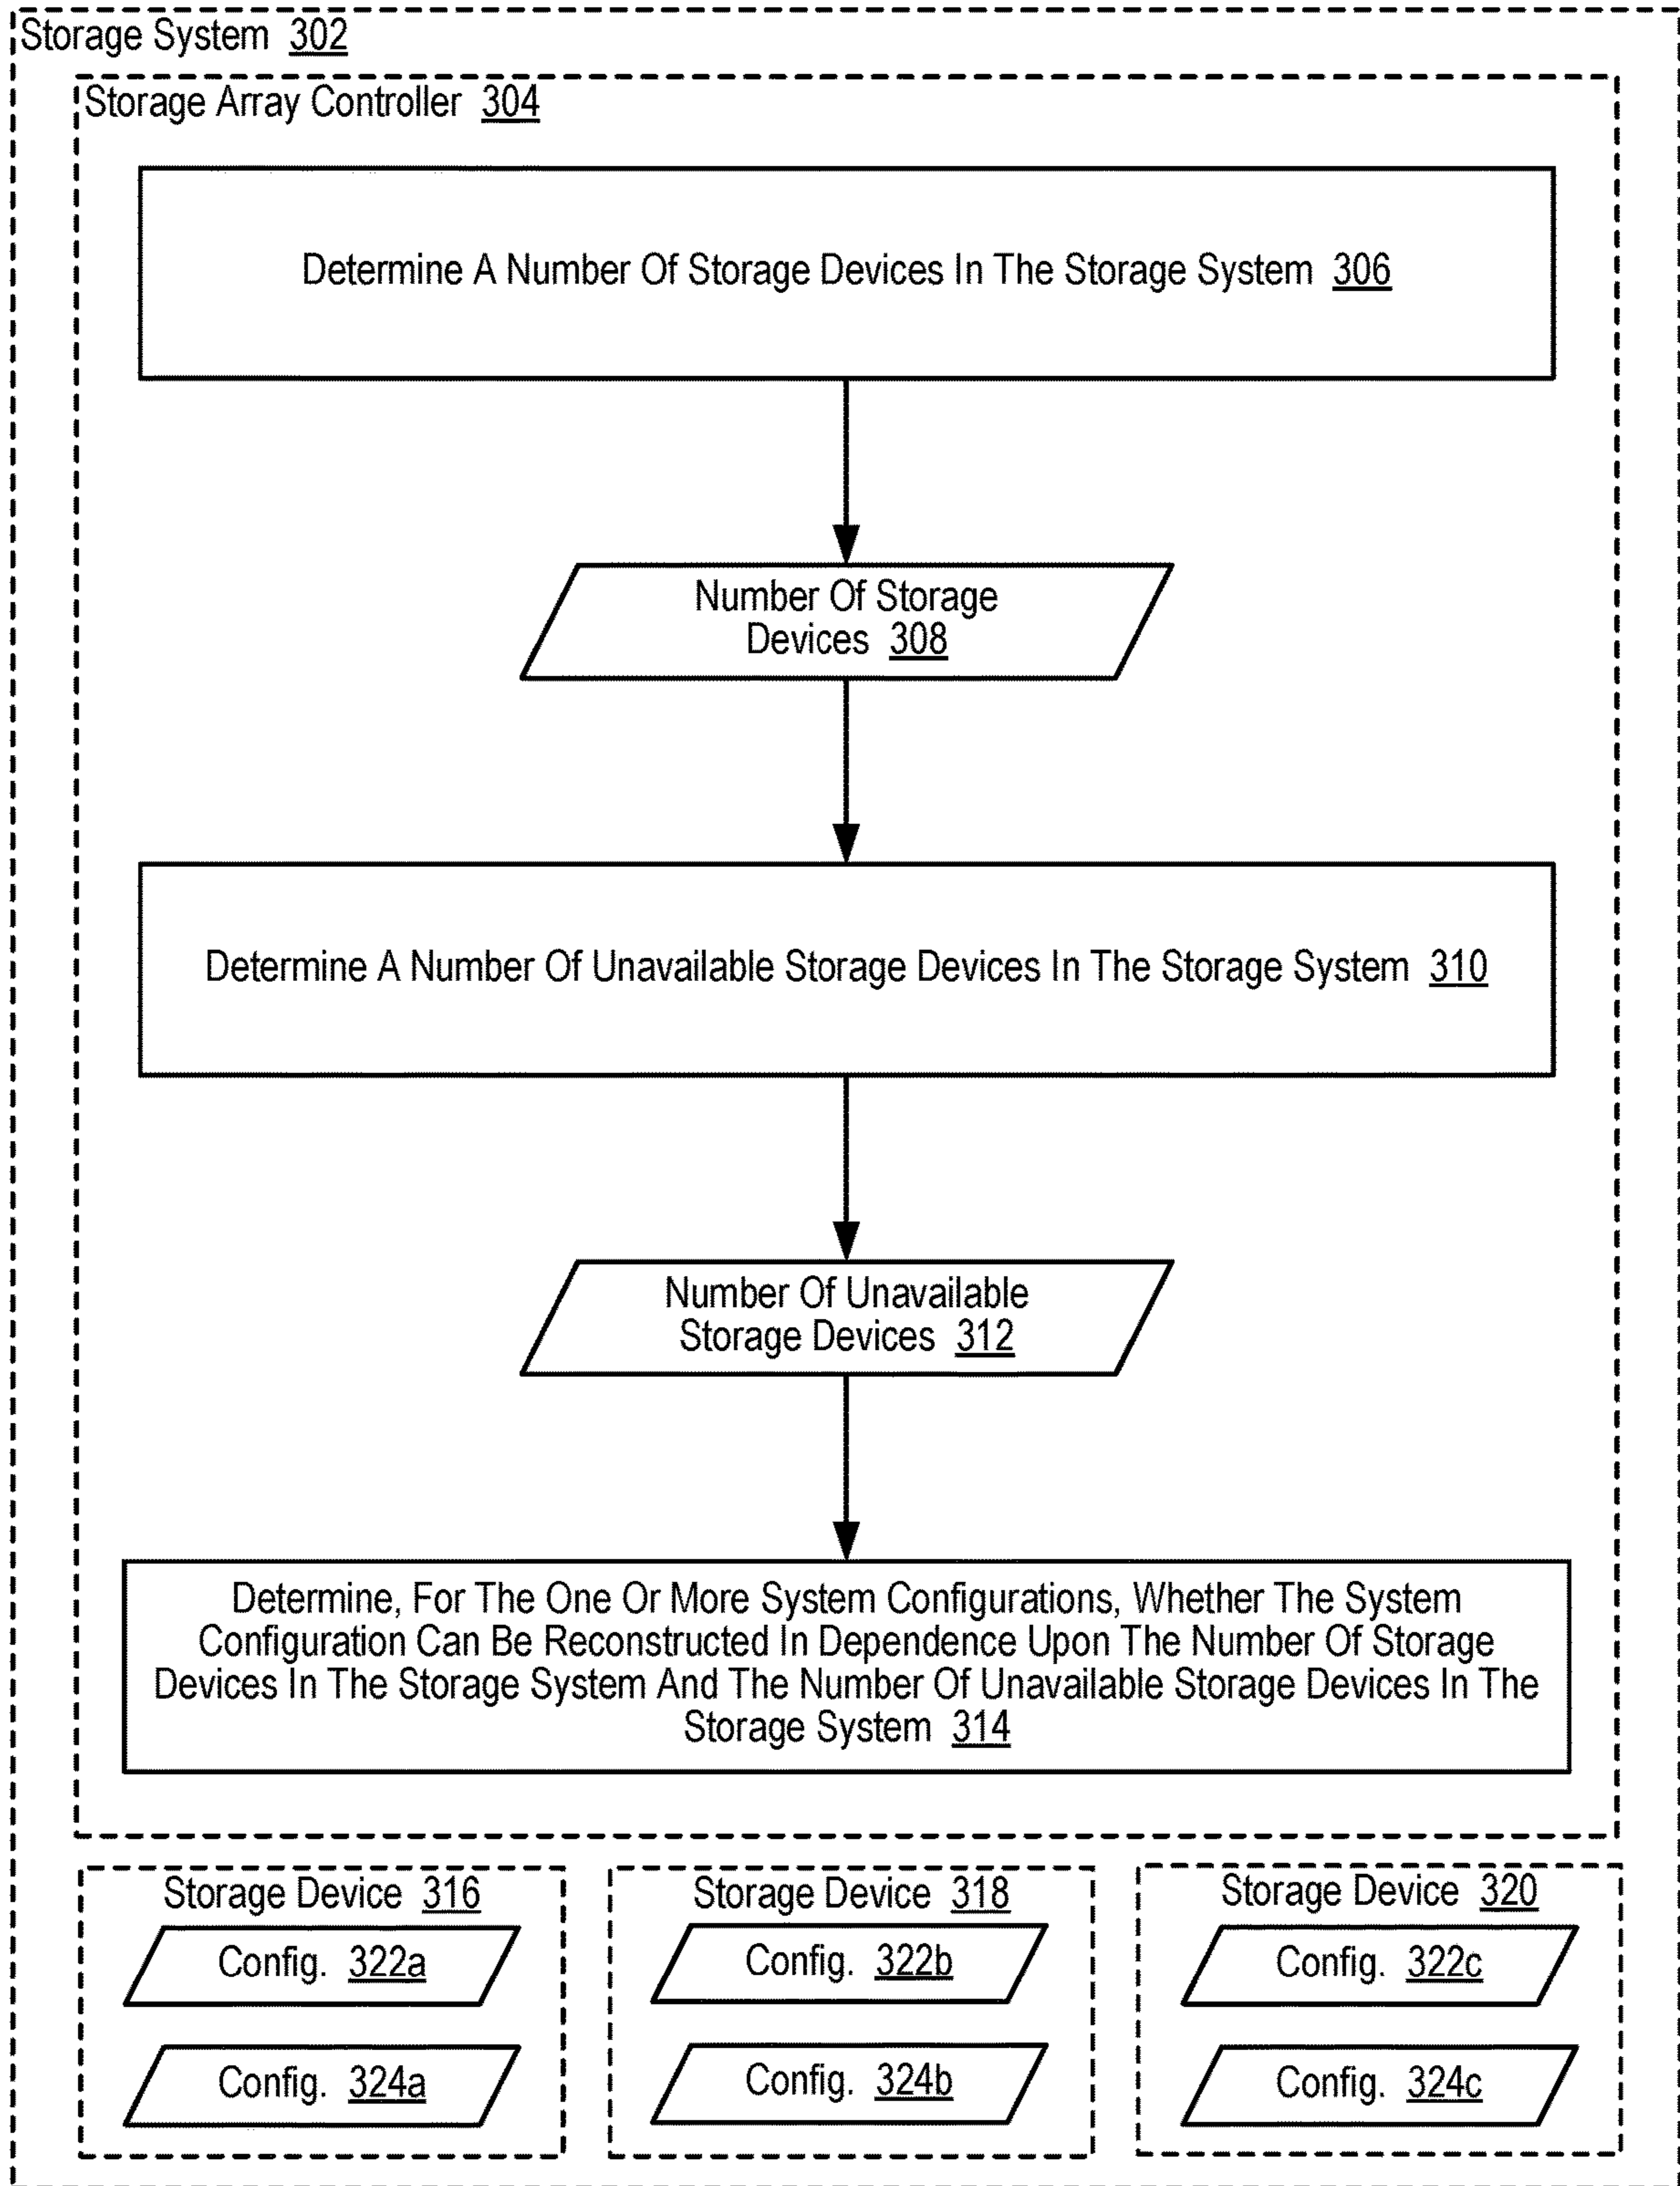 Storage System 302
Storage Array Controller 304
Determine A Number Of Storage Devices In The Storage System 306
Number Of Storage
Devices 308
Determine A Number Of Unavailable Storage Devices In The Storage System 310
Number Of Unavailable
Storage Devices 312
Determine, For The One Or More System Configurations, Whether The System
Configuration Can Be Reconstructed In Dependence Upon The Number Of Storage
Devices In The Storage System And The Number Of Unavailable Storage Devices In The
Storage System 314
Storage Device 316
Config. 322a
Config. 324a
Storage Device 318
Config. 322b
Config. 324b
Storage Device 320
Config. 322c
Config. 324c